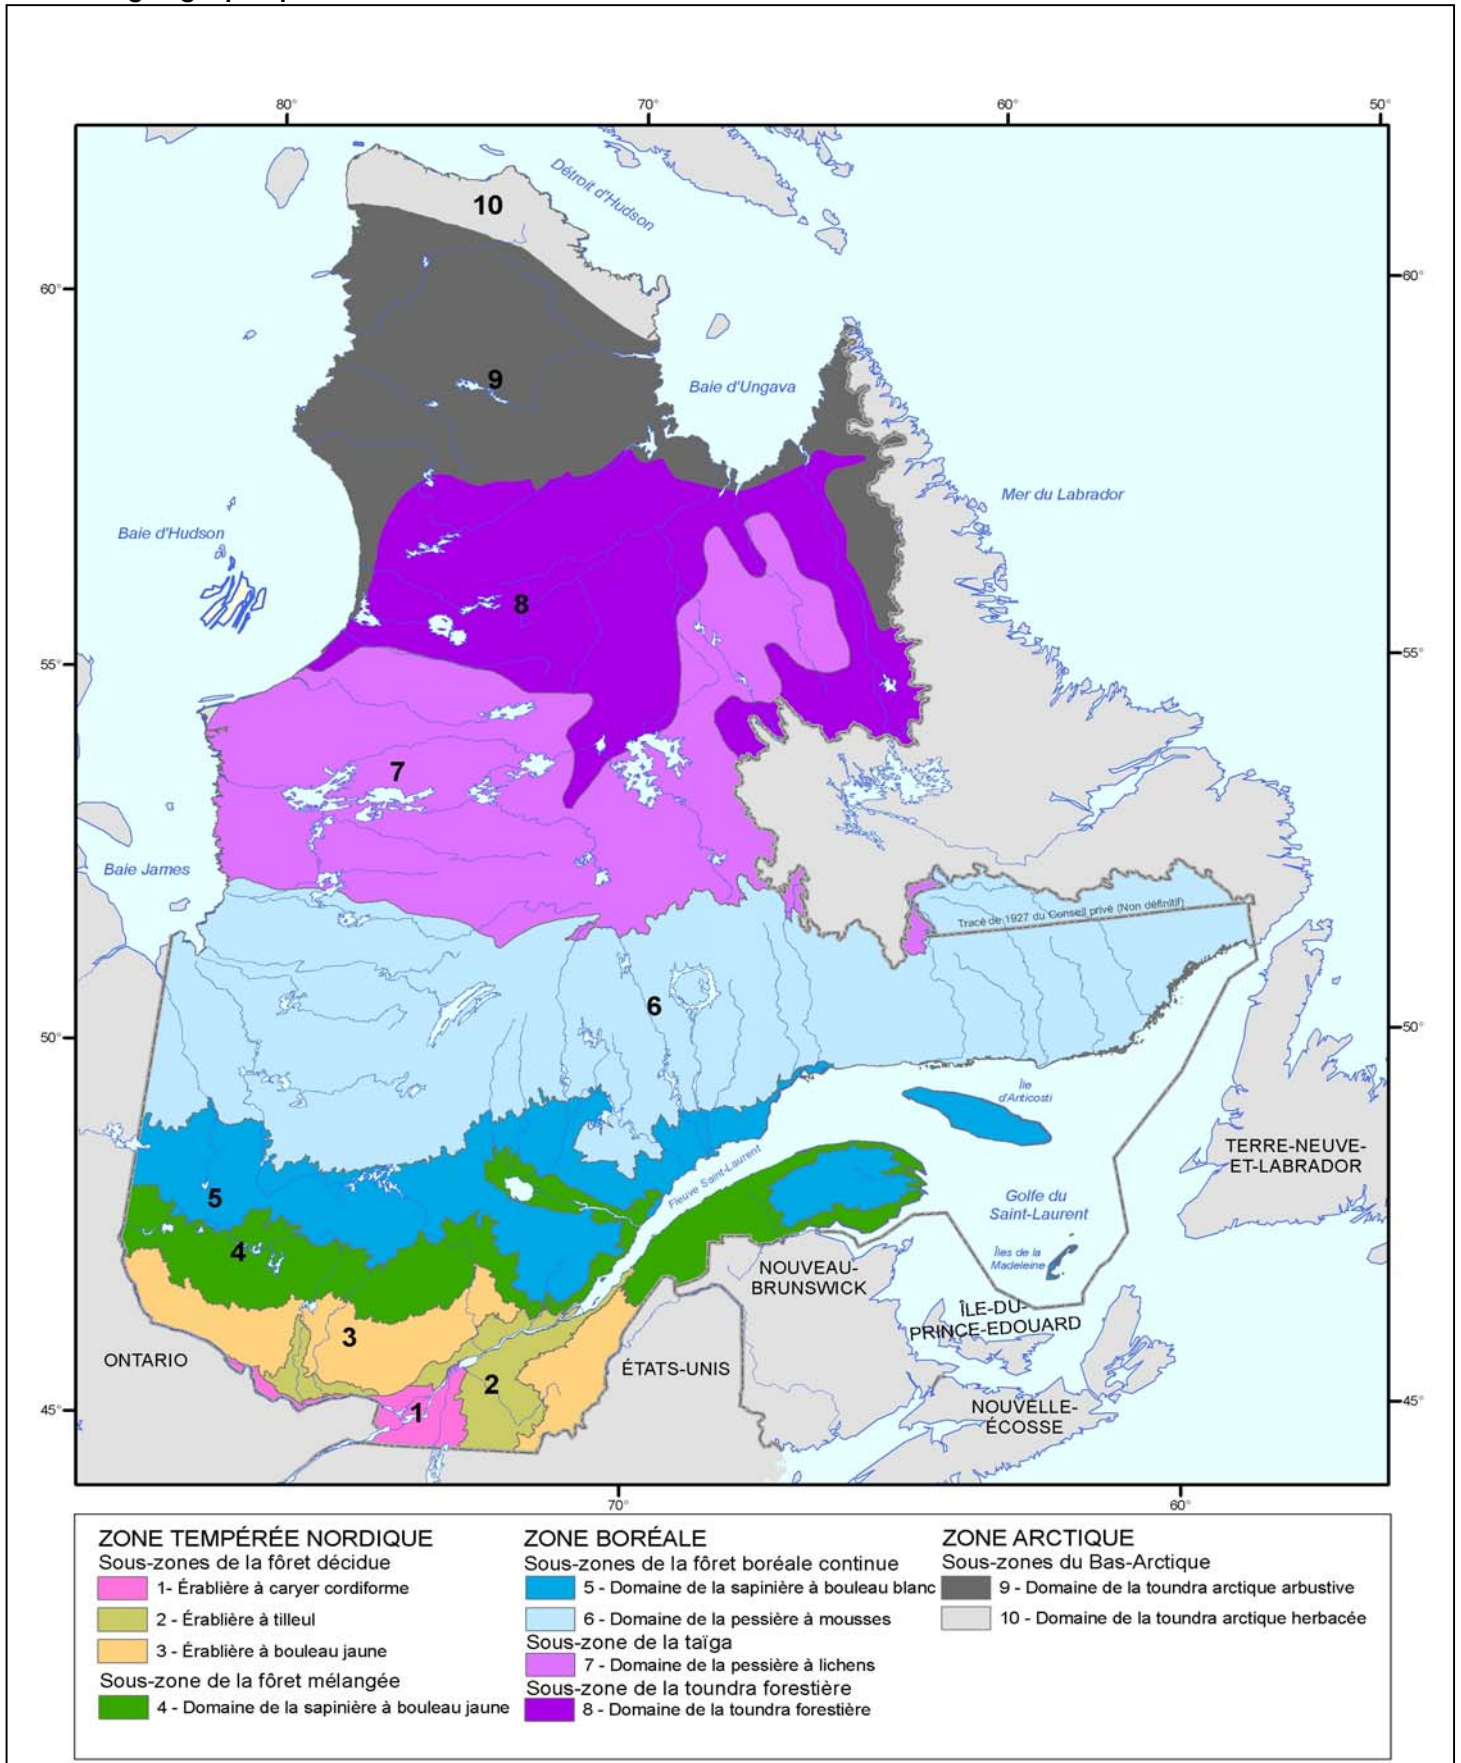 80° 70° 60° 50°
10
Détroit d'Hudson
60° 60°
9
Baie d'Ungava
Mer du Labrador
Baie d'Hudson
8
55° 55°
7
Baie James
Tracé de 1927 du Conseil privé (Non définitif)
6
50° 50°
Île
d'Anticosti
TERRE-NEUVE-
ET-LABRADOR
Fleuve Saint-Laurent
5
Golfe du
Saint-Laurent
4
Îles de la
Madeleine
NOUVEAU-
BRUNSWICK
ÎLE-DU-
PRINCE-EDOUARD
3
ONTARIO
ÉTATS-UNIS
2
1
NOUVELLE-
ÉCOSSE
45° 45°
70° 60°
ZONE TEMPÉRÉE NORDIQUE
Sous-zones de la fôret décidue
1- Érablière à caryer cordiforme
2 - Érablière à tilleul
3 - Érablière à bouleau jaune
Sous-zone de la fôret mélangée
4 - Domaine de la sapinière à bouleau jaune
ZONE BORÉALE
Sous-zones de la fôret boréale continue
5 - Domaine de la sapinière à bouleau blanc
6 - Domaine de la pessière à mousses
Sous-zone de la taïga
7 - Domaine de la pessière à lichens
Sous-zone de la toundra forestière
8 - Domaine de la toundra forestière
ZONE ARCTIQUE
Sous-zones du Bas-Arctique
9 - Domaine de la toundra arctique arbustive
10 - Domaine de la toundra arctique herbacée